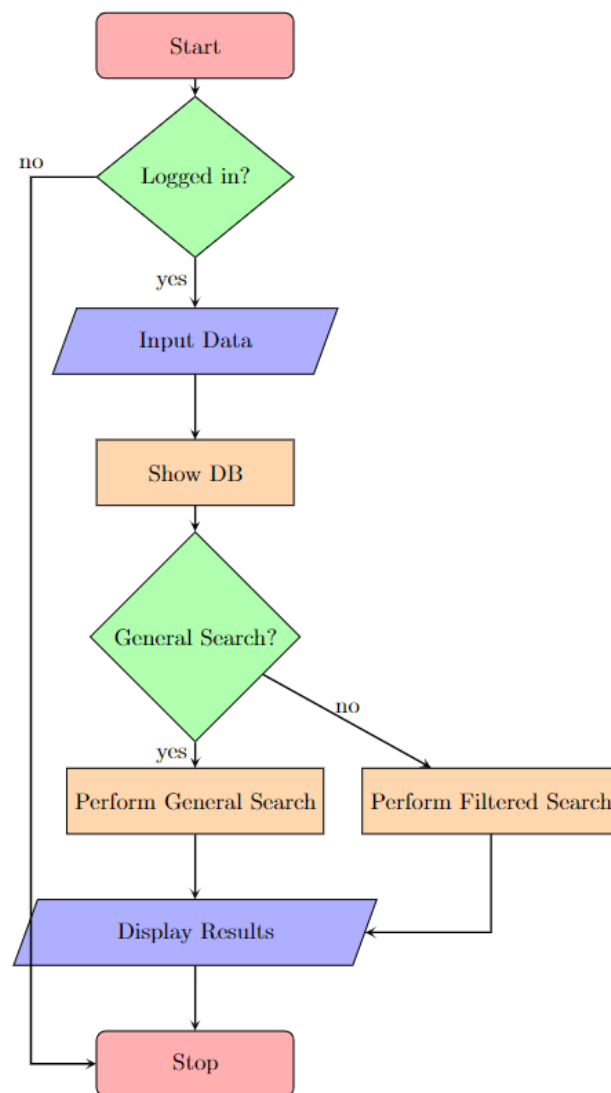 Start
Logged in?
no
yes
Input Data
Show DB
General Search?
no
yes
Perform General Search
Perform Filtered Search
Display Results
Stop